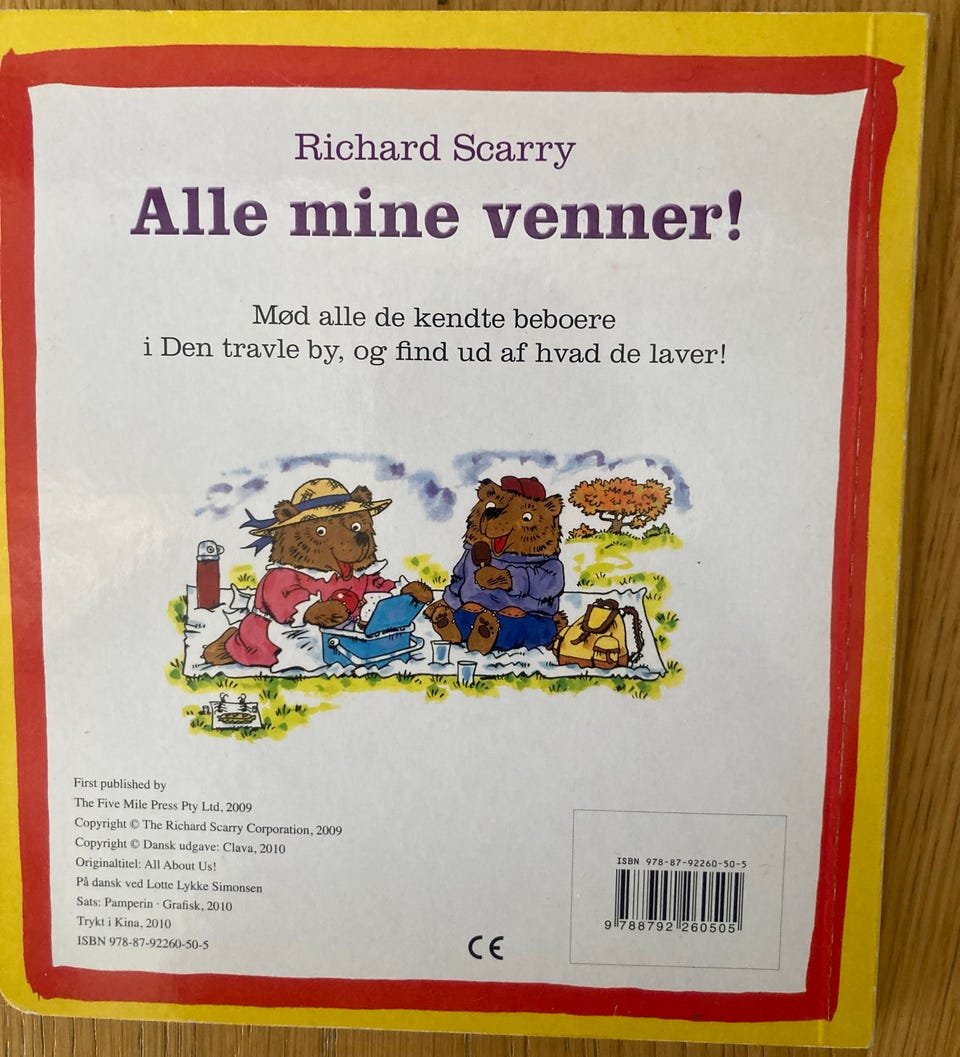 Richard Scarry
Alle mine venner!
Mød alle de kendte beboere
i Den travle by, og find ud af hvad de laver!
First published by
The Five Mile Press Pty Ltd, 2009
Copyright © The Richard Scarry Corporation, 2009
Copyright © Dansk udgave: Clava, 2010
Originaltitel: All About Us!
På dansk ved Lotte Lykke Simonsen
Sats: Pamperin · Grafisk, 2010
Trykt i Kina, 2010
ISBN 978-87-92260-50-5
CE
ISBN 978-87-92260-50-5
9 788792 260505